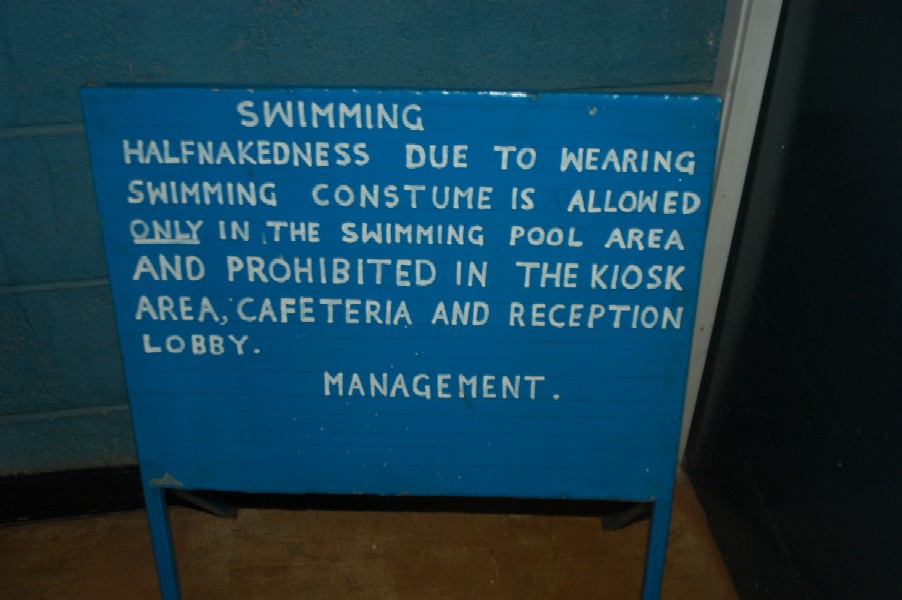 SWIMMING
HALFNAKEDNESS DUE TO WEARING
SWIMMING CONSTUME IS ALLOWED
ONLY IN THE SWIMMING POOL AREA
AND PROHIBITED IN THE KIOSK
AREA, CAFETERIA AND RECEPTION
LOBBY.
MANAGEMENT.